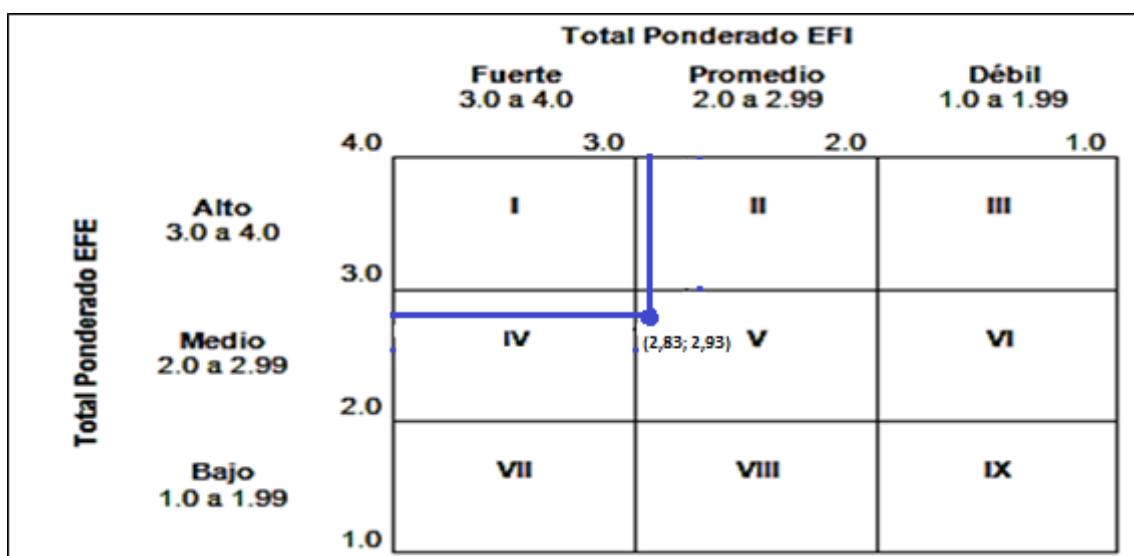 Total Ponderado EFI
Fuerte Promedio Débil
3.0 a 4.0 2.0 a 2.99 1.0 a 1.99
4.0 3.0 2.0 1.0
Total Ponderado EFE
Alto
3.0 a 4.0
I II III
3.0
Medio
2.0 a 2.99
IV (2,83; 2,93) V VI
2.0
Bajo
1.0 a 1.99
VII VIII IX
1.0